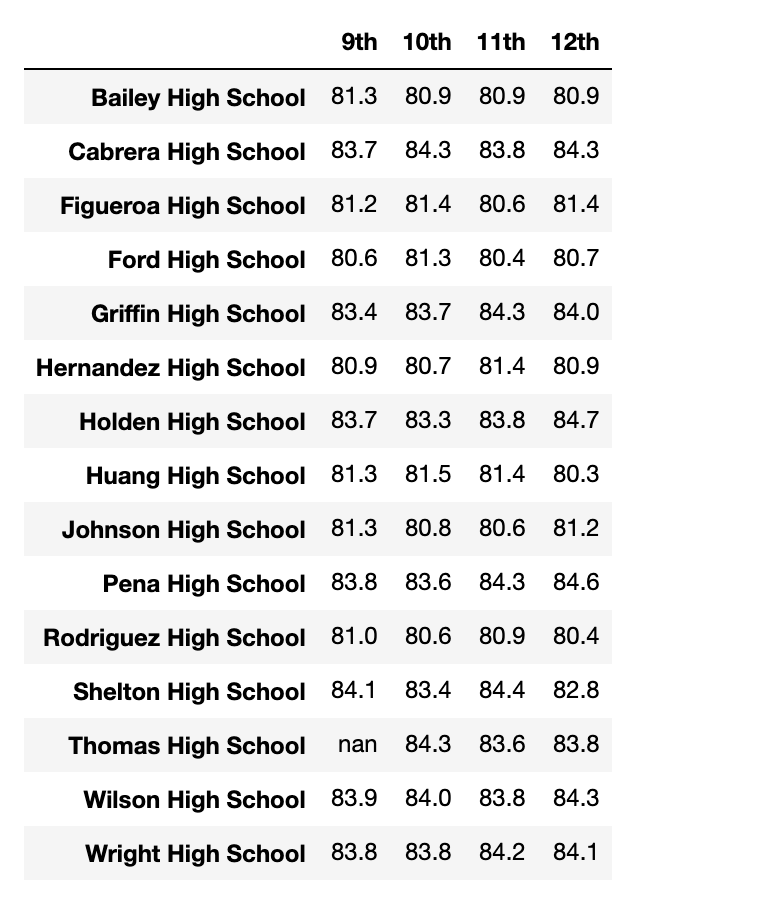 9th 10th 11th 12th
Bailey High School 81.3 80.9 80.9 80.9
Cabrera High School 83.7 84.3 83.8 84.3
Figueroa High School 81.2 81.4 80.6 81.4
Ford High School 80.6 81.3 80.4 80.7
Griffin High School 83.4 83.7 84.3 84.0
Hernandez High School 80.9 80.7 81.4 80.9
Holden High School 83.7 83.3 83.8 84.7
Huang High School 81.3 81.5 81.4 80.3
Johnson High School 81.3 80.8 80.6 81.2
Pena High School 83.8 83.6 84.3 84.6
Rodriguez High School 81.0 80.6 80.9 80.4
Shelton High School 84.1 83.4 84.4 82.8
Thomas High School nan 84.3 83.6 83.8
Wilson High School 83.9 84.0 83.8 84.3
Wright High School 83.8 83.8 84.2 84.1